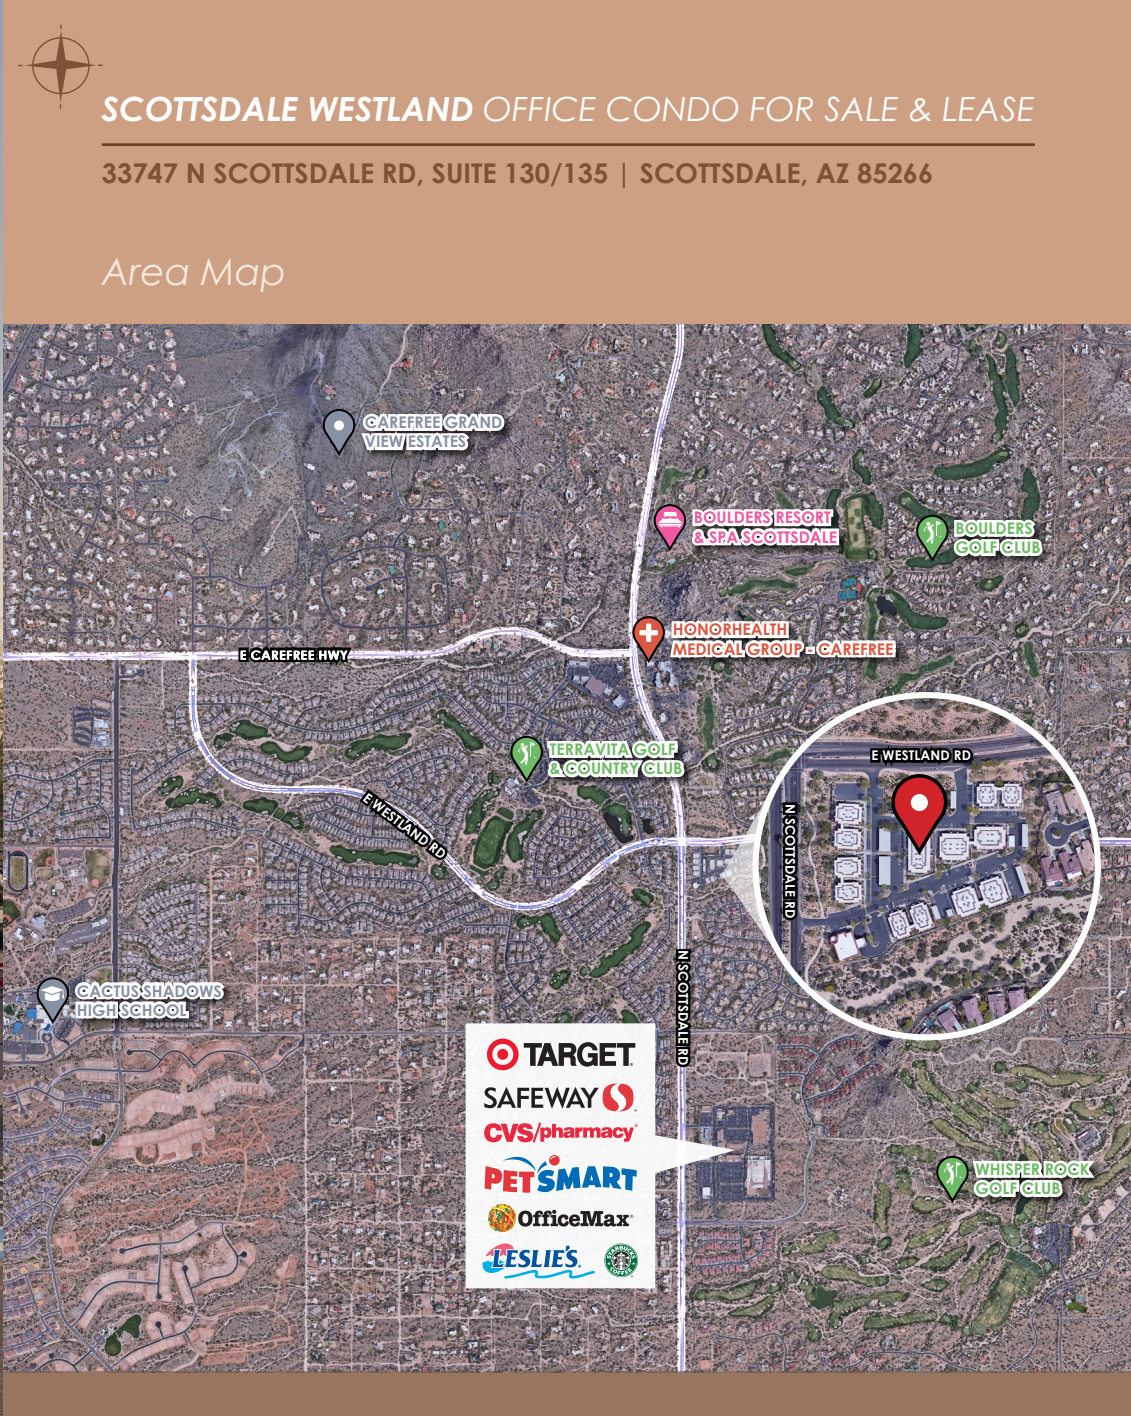 SCOTTSDALE WESTLAND OFFICE CONDO FOR SALE & LEASE
33747 N SCOTTSDALE RD, SUITE 130/135 | SCOTTSDALE, AZ 85266
Area Map
CAREFREE GRAND
VIEW ESTATES
BOULDERS RESORT
& SPA SCOTTSDALE
BOULDERS
GOLF CLUB
HONORHEALTH
MEDICAL GROUP - CAREFREE
E CAREFREE HWY
TERRAVITA GOLF
& COUNTRY CLUB
E WESTLAND RD
E WESTLAND RD
N SCOTTSDALE RD
N SCOTTSDALE RD
CACTUS SHADOWS
HIGH SCHOOL
TARGET
SAFEWAY
CVS/pharmacy
PETSMART
OfficeMax
LESLIE'S
STARBUCKS COFFEE
WHISPER ROCK
GOLF CLUB